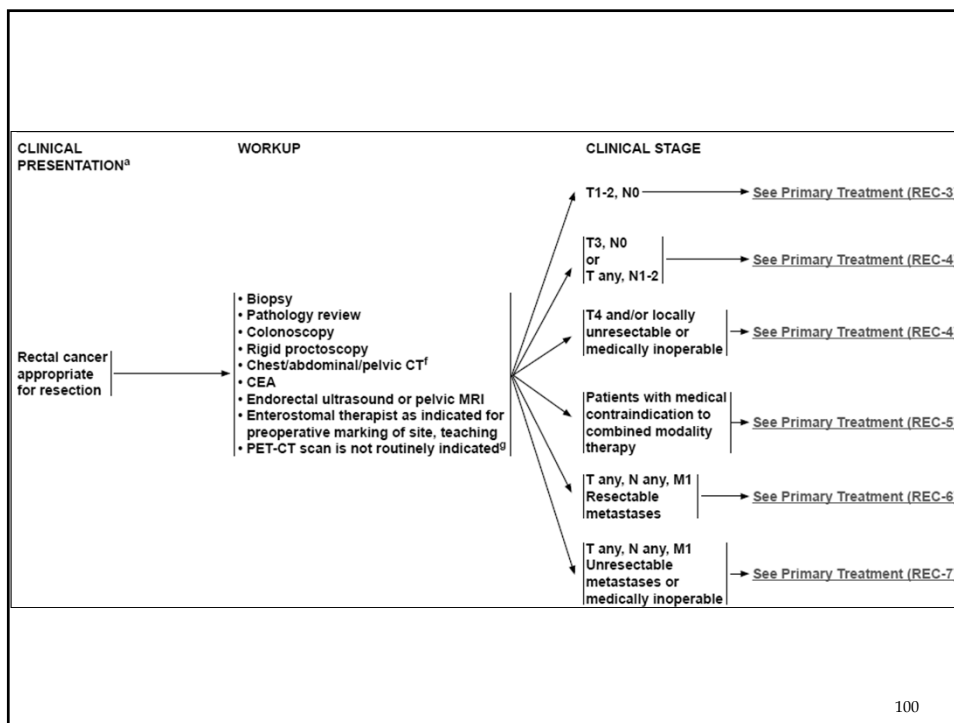 CLINICAL
PRESENTATIONᵃ
WORKUP
CLINICAL STAGE
Rectal cancer
appropriate
for resection
• Biopsy
• Pathology review
• Colonoscopy
• Rigid proctoscopy
• Chest/abdominal/pelvic CTᶠ
• CEA
• Endorectal ultrasound or pelvic MRI
• Enterostomal therapist as indicated for
preoperative marking of site, teaching
• PET-CT scan is not routinely indicatedᵍ
T1-2, N0
See Primary Treatment (REC-3)
T3, N0
or
T any, N1-2
See Primary Treatment (REC-4)
T4 and/or locally
unresectable or
medically inoperable
See Primary Treatment (REC-4)
Patients with medical
contraindication to
combined modality
therapy
See Primary Treatment (REC-5)
T any, N any, M1
Resectable
metastases
See Primary Treatment (REC-6)
T any, N any, M1
Unresectable
metastases or
medically inoperable
See Primary Treatment (REC-7)
100